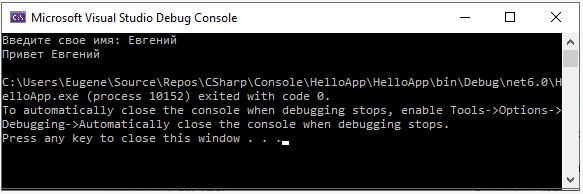 Microsoft Visual Studio Debug Console
Введите свое имя: Евгений
Привет Евгений
C:\Users\Eugene\Source\Repos\CSharp\Console\HelloApp\HelloApp\bin\Debug\net6.0\H
elloApp.exe (process 10152) exited with code 0.
To automatically close the console when debugging stops, enable Tools->Options->
Debugging->Automatically close the console when debugging stops.
Press any key to close this window . . .